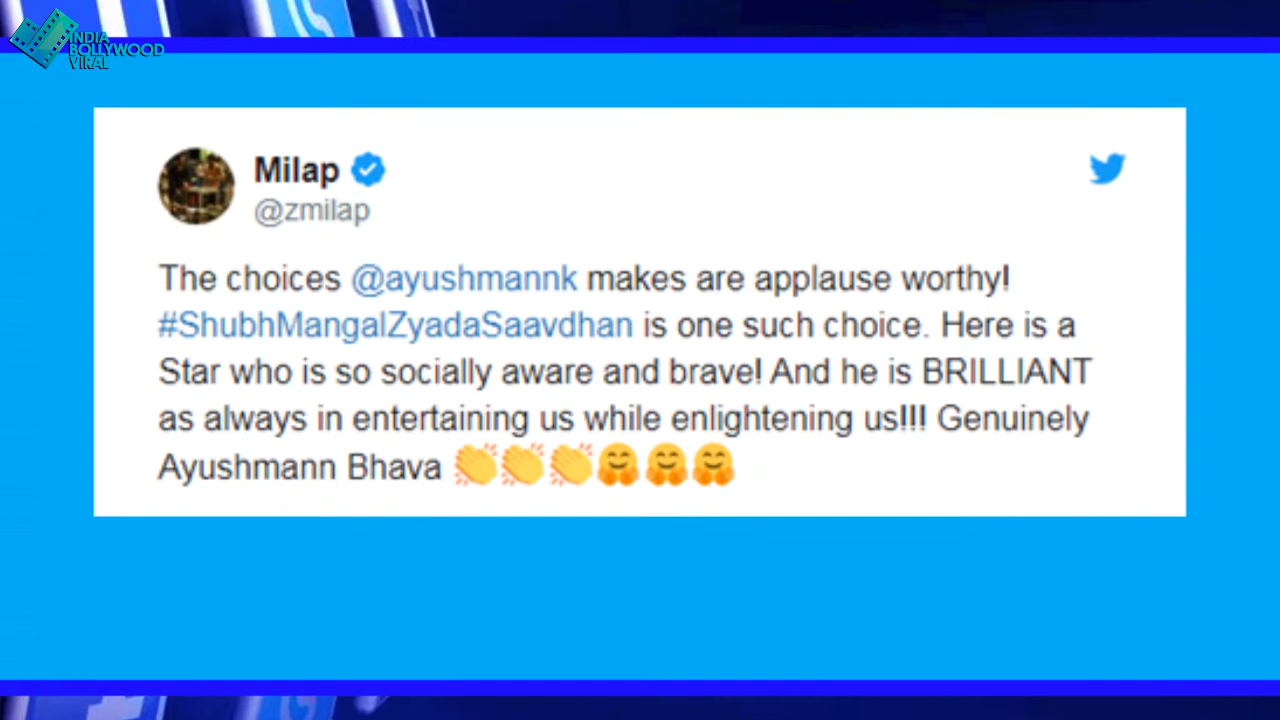 INDIA
BOLLYWOOD
VIRAL
Milap
@zmilap
The choices @ayushmannk makes are applause worthy!
#ShubhMangalZyadaSaavdhan is one such choice. Here is a
Star who is so socially aware and brave! And he is BRILLIANT
as always in entertaining us while enlightening us!!! Genuinely
Ayushmann Bhava 👏👏👏🤗🤗🤗